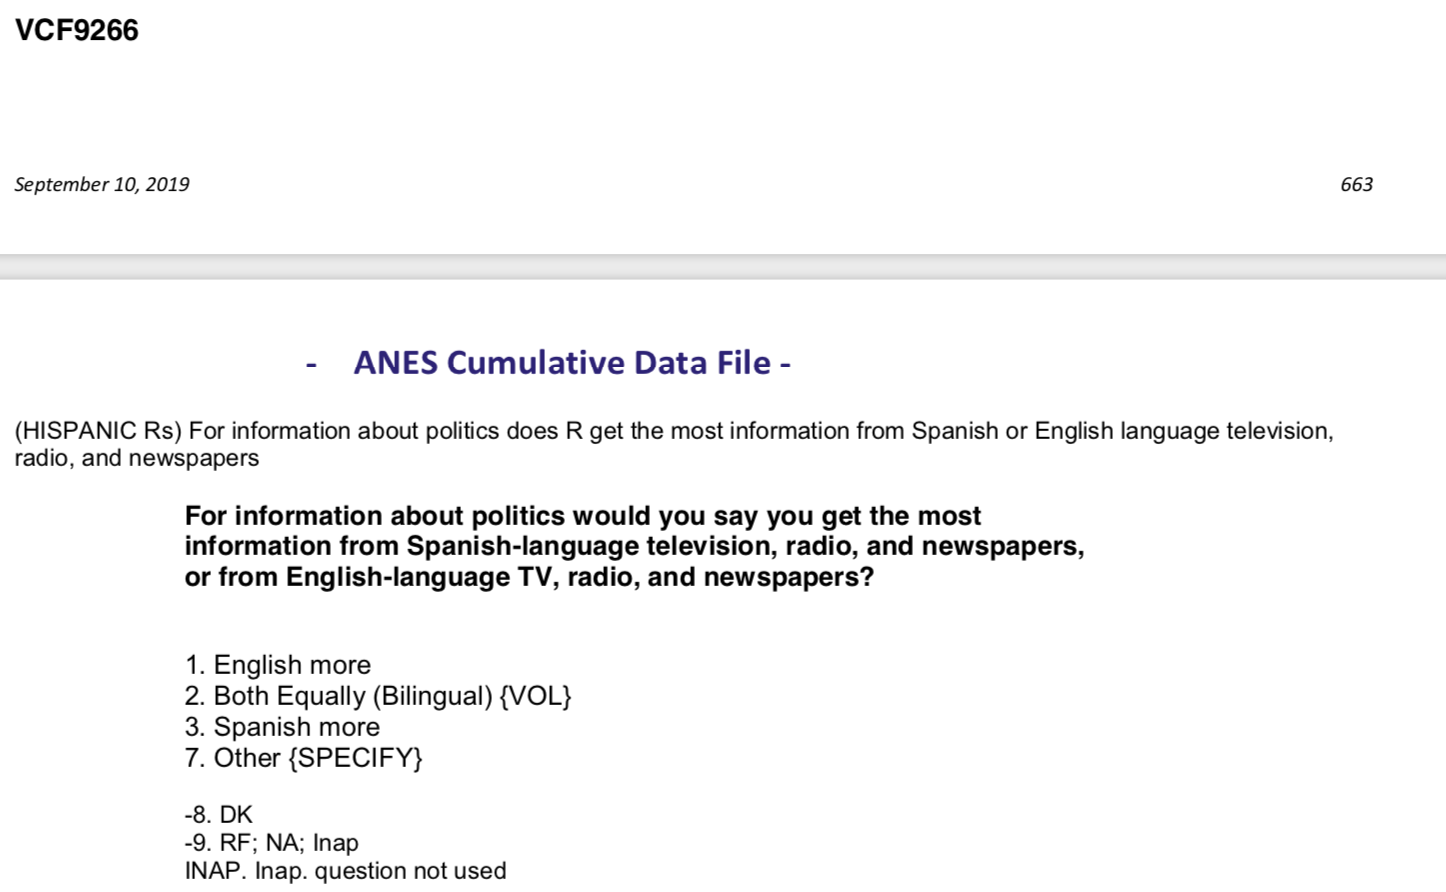 VCF9266
September 10, 2019 663
- ANES Cumulative Data File -
(HISPANIC Rs) For information about politics does R get the most information from Spanish or English language television,
radio, and newspapers
For information about politics would you say you get the most
information from Spanish-language television, radio, and newspapers,
or from English-language TV, radio, and newspapers?
1. English more
2. Both Equally (Bilingual) {VOL}
3. Spanish more
7. Other {SPECIFY}
-8. DK
-9. RF; NA; Inap
INAP. Inap. question not used